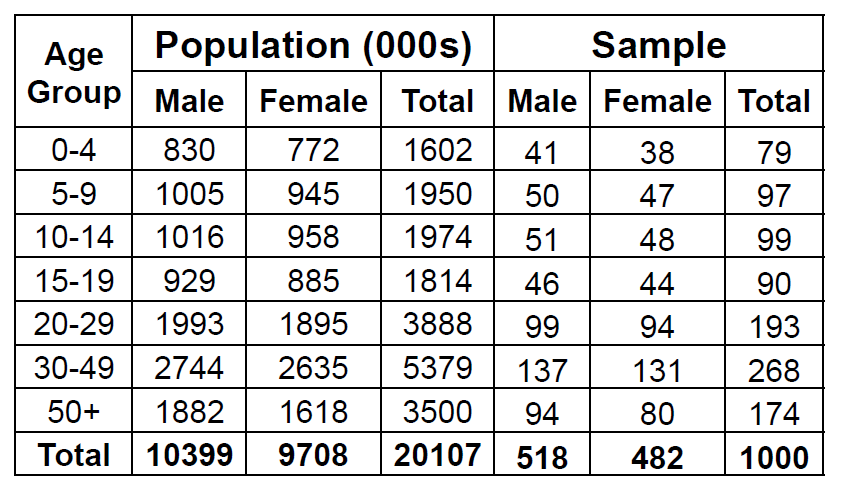 Age Group Population (000s) Sample
Male Female Total Male Female Total
0-4 830 772 1602 41 38 79
5-9 1005 945 1950 50 47 97
10-14 1016 958 1974 51 48 99
15-19 929 885 1814 46 44 90
20-29 1993 1895 3888 99 94 193
30-49 2744 2635 5379 137 131 268
50+ 1882 1618 3500 94 80 174
Total 10399 9708 20107 518 482 1000